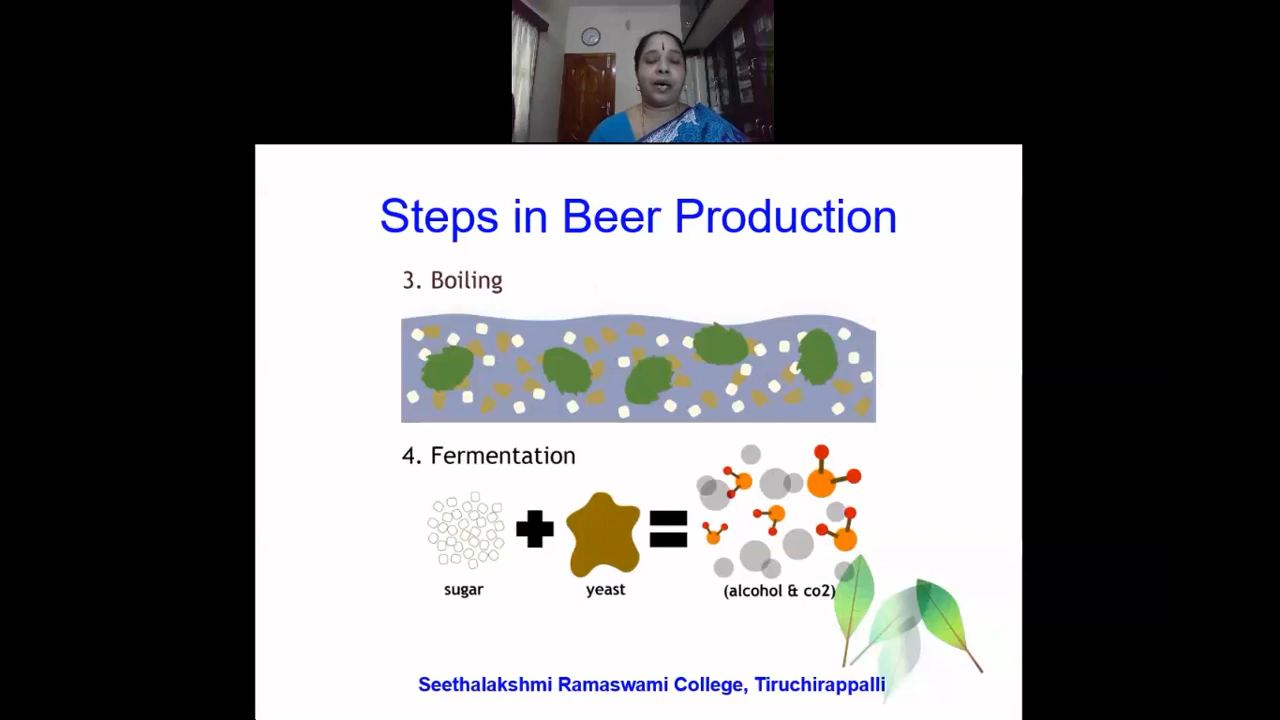 Steps in Beer Production
3. Boiling
4. Fermentation
sugar
yeast
(alcohol & co2)
Seethalakshmi Ramaswami College, Tiruchirappalli